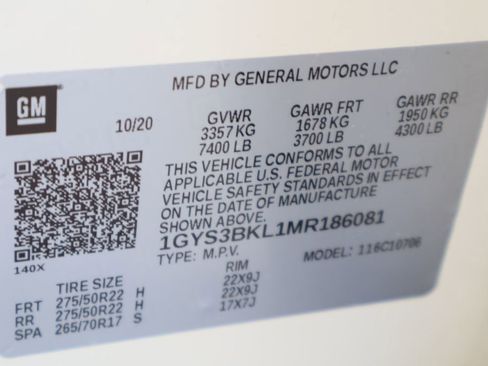 MFD BY GENERAL MOTORS LLC
GM
10/20
GVWR GAWR FRT GAWR RR
3357 KG 1678 KG 1950 KG
7400 LB 3700 LB 4300 LB
THIS VEHICLE CONFORMS TO ALL
APPLICABLE U.S. FEDERAL MOTOR
VEHICLE SAFETY STANDARDS IN EFFECT
ON THE DATE OF MANUFACTURE
SHOWN ABOVE.
1GYS3BKL1MR186081
TYPE: M.P.V. MODEL: 116C10706
140X
TIRE SIZE RIM
FRT 275/50R22 H 22X9J
RR 275/50R22 H 22X9J
SPA 265/70R17 S 17X7J